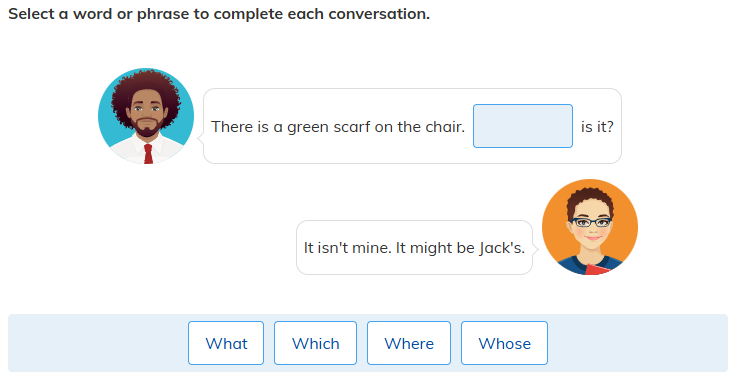 Select a word or phrase to complete each conversation.
There is a green scarf on the chair. is it?
It isn't mine. It might be Jack's.
What Which Where Whose